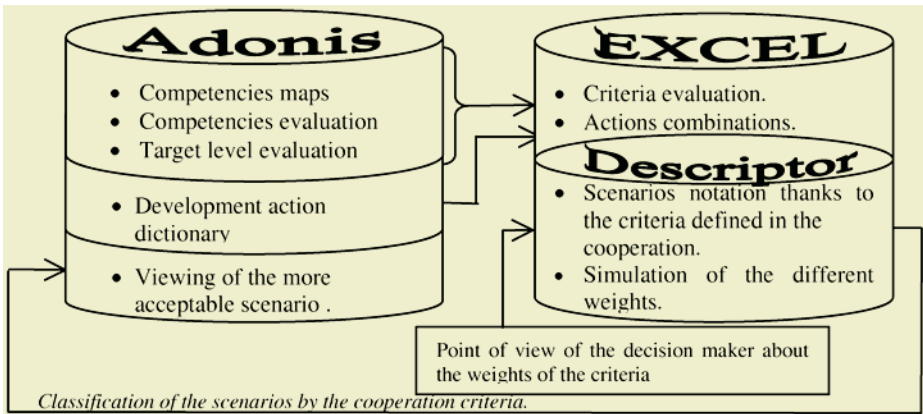 Adonis
• Competencies maps
• Competencies evaluation
• Target level evaluation
• Development action
dictionary
• Viewing of the more
acceptable scenario .
EXCEL
• Criteria evaluation.
• Actions combinations.
Descriptor
• Scenarios notation thanks to
the criteria defined in the
cooperation.
• Simulation of the different
weights.
Point of view of the decision maker about
the weights of the criteria
Classification of the scenarios by the cooperation criteria.